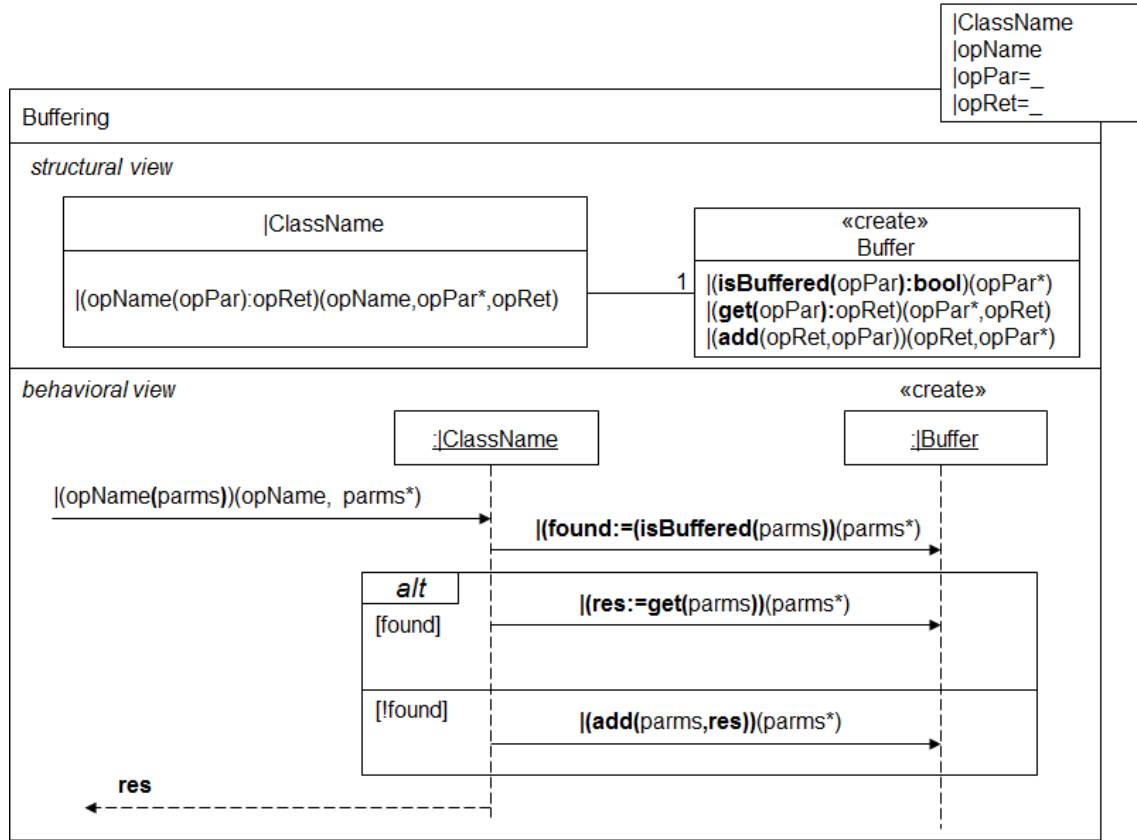 |ClassName
|opName
|opPar=_
|opRet=_
Buffering
structural view
|ClassName
|(opName(opPar):opRet)(opName,opPar*,opRet)
1
«create»
Buffer
|(isBuffered(opPar):bool)(opPar*)
|(get(opPar):opRet)(opPar*,opRet)
|(add(opRet,opPar))(opRet,opPar*)
behavioral view
«create»
:|ClassName
:|Buffer
|(opName(parms))(opName, parms*)
|(found:=(isBuffered(parms))(parms*)
alt
|(res:=get(parms))(parms*)
[found]
[!found]
|(add(parms,res))(parms*)
res